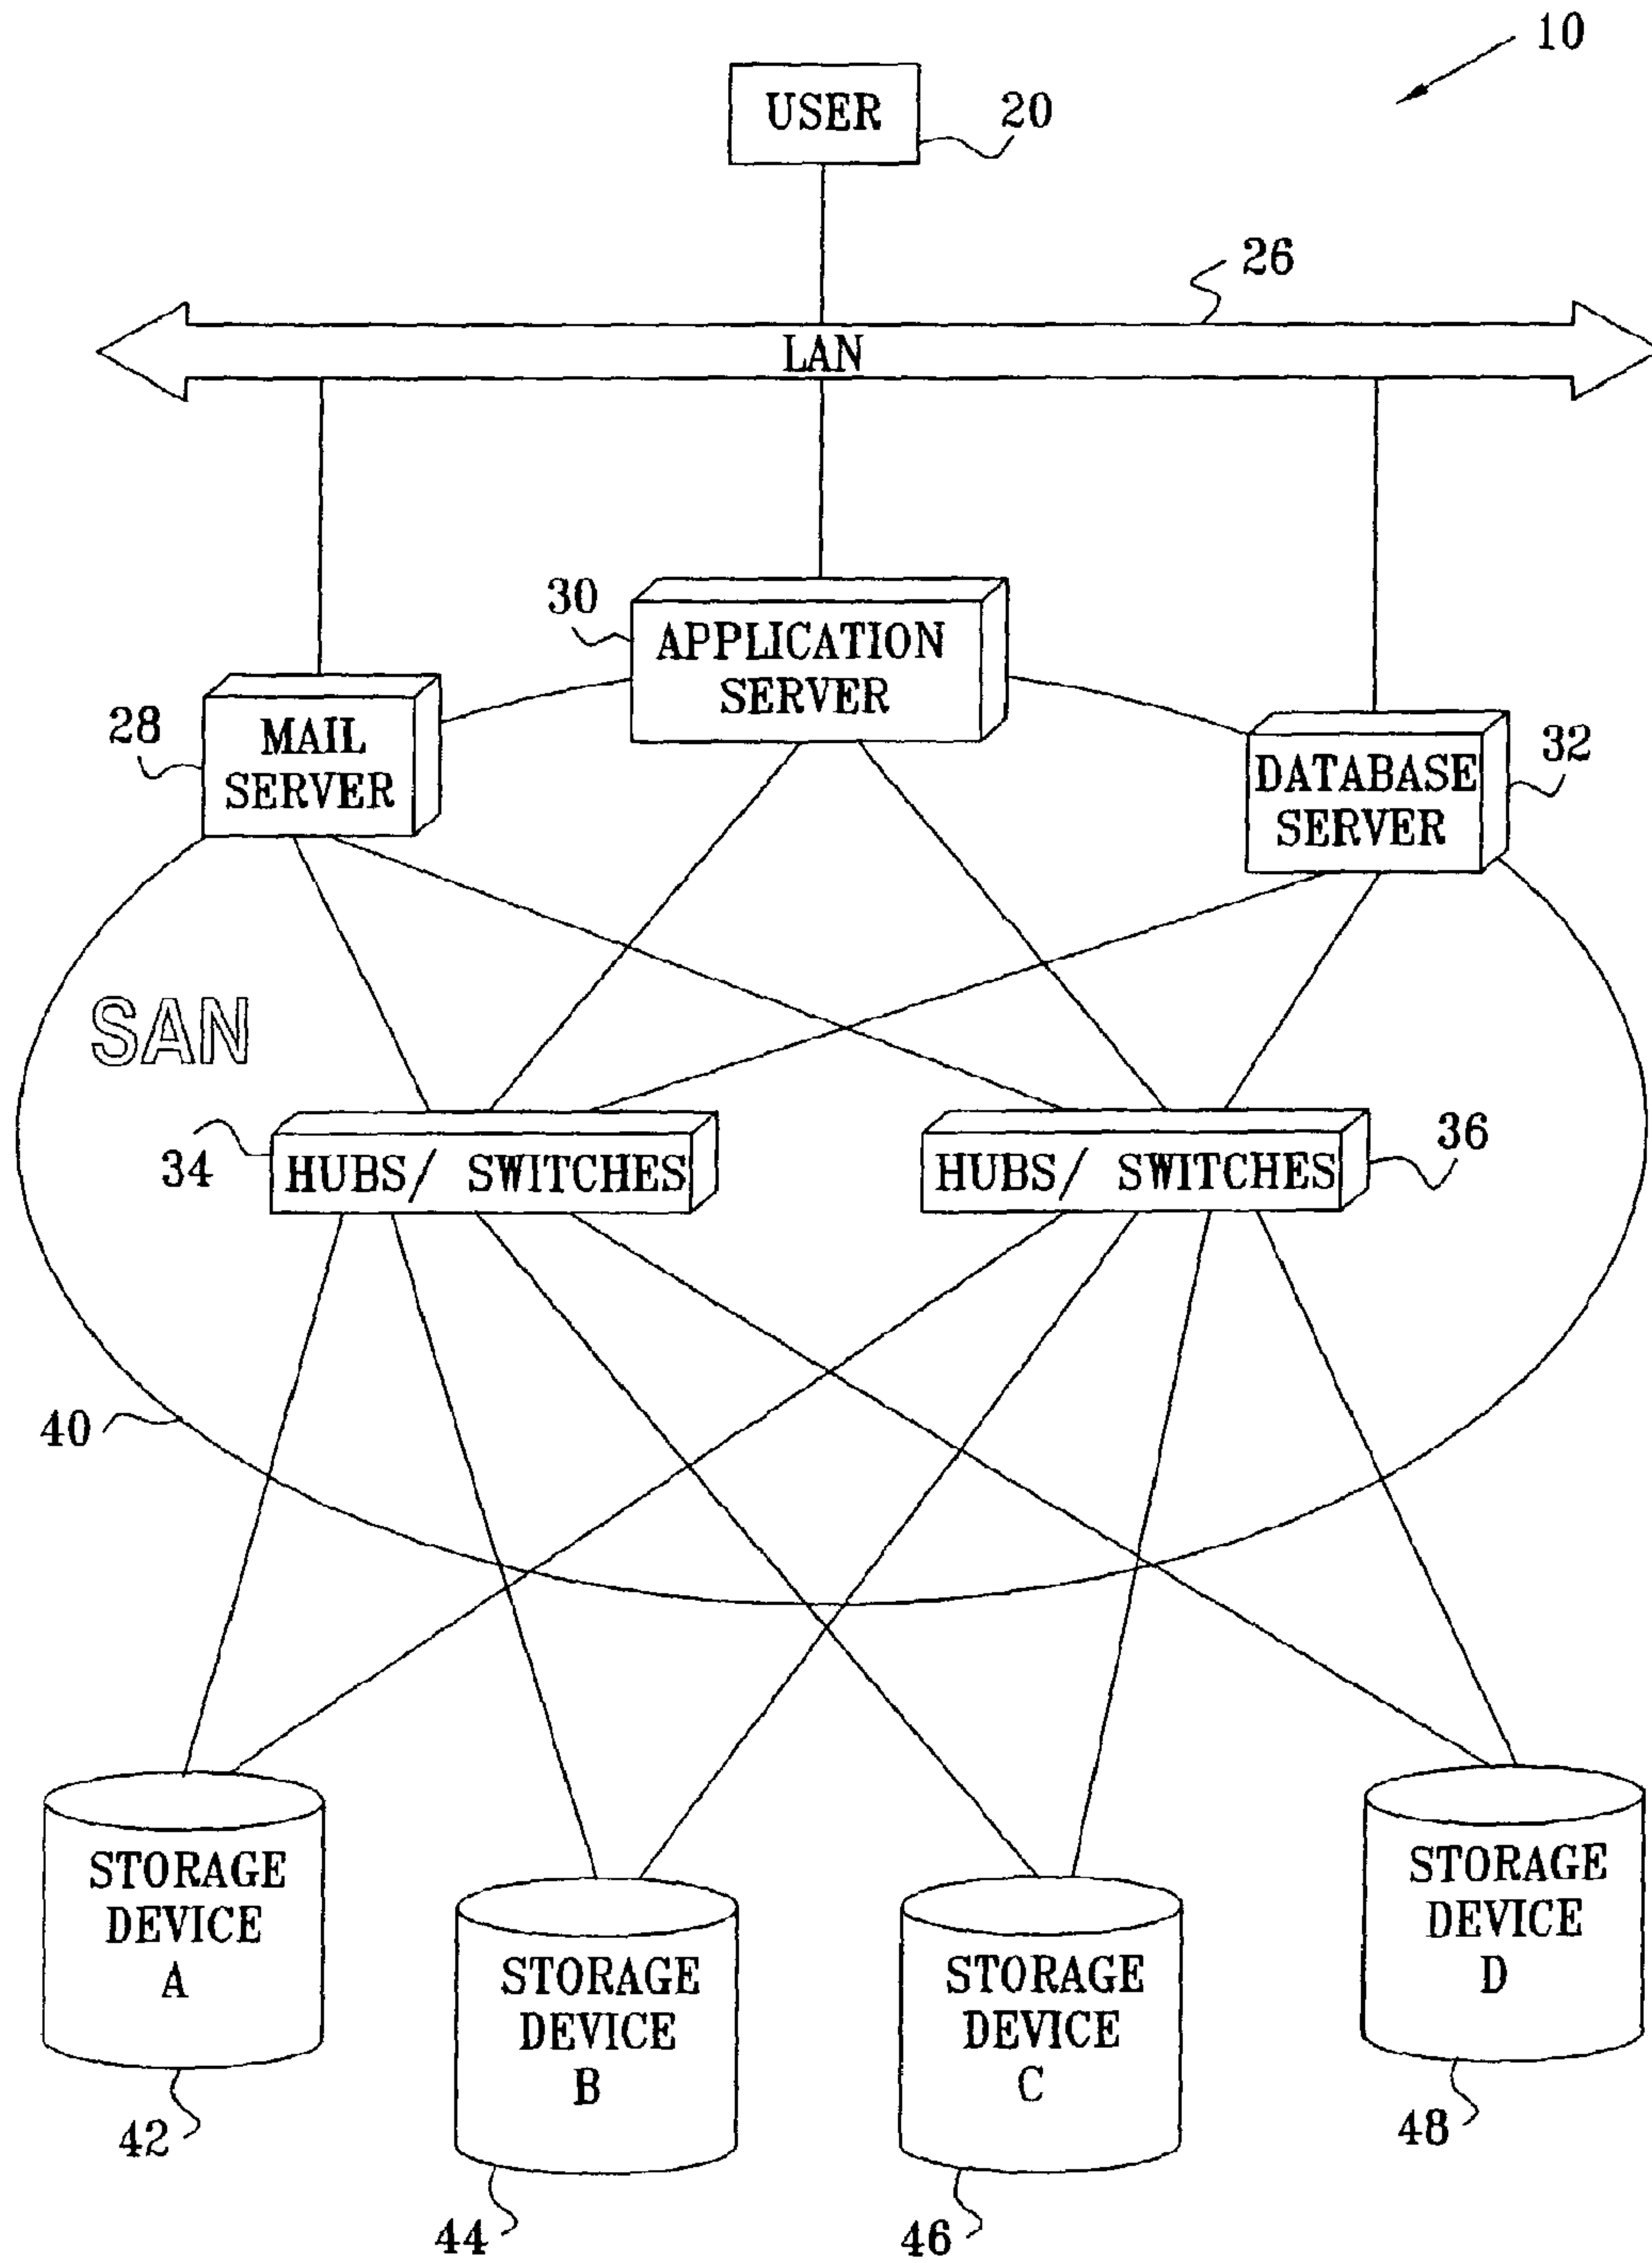 10
USER
20
26
LAN
30
APPLICATION
SERVER
28
MAIL
SERVER
32
DATABASE
SERVER
SAN
34
HUBS/ SWITCHES
HUBS/ SWITCHES
36
40
STORAGE
DEVICE
A
STORAGE
DEVICE
B
STORAGE
DEVICE
C
STORAGE
DEVICE
D
42
44
46
48